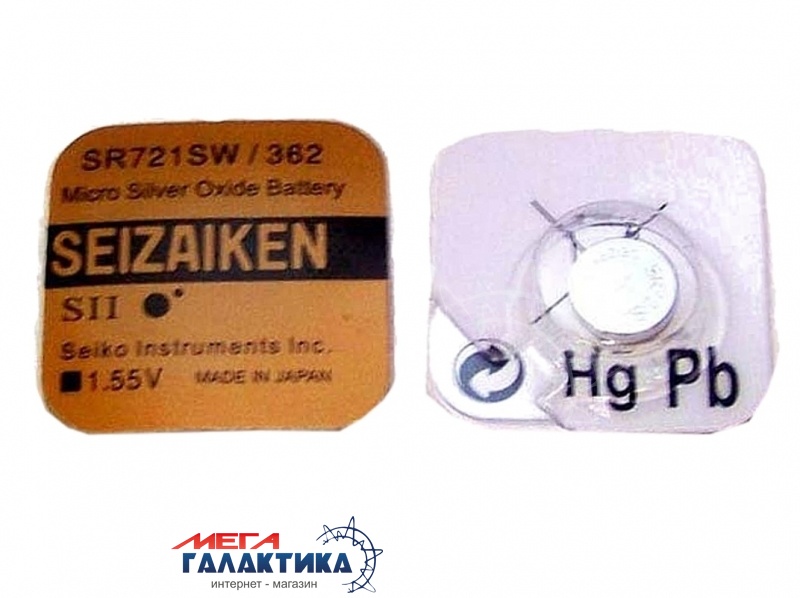 SR721SW / 362
Micro Silver Oxide Battery
SEIZAIKEN
SII
Seiko Instruments Inc.
1.55V MADE IN JAPAN
Hg Pb
МЕГА
ГАЛАКТИКА
интернет - магазин